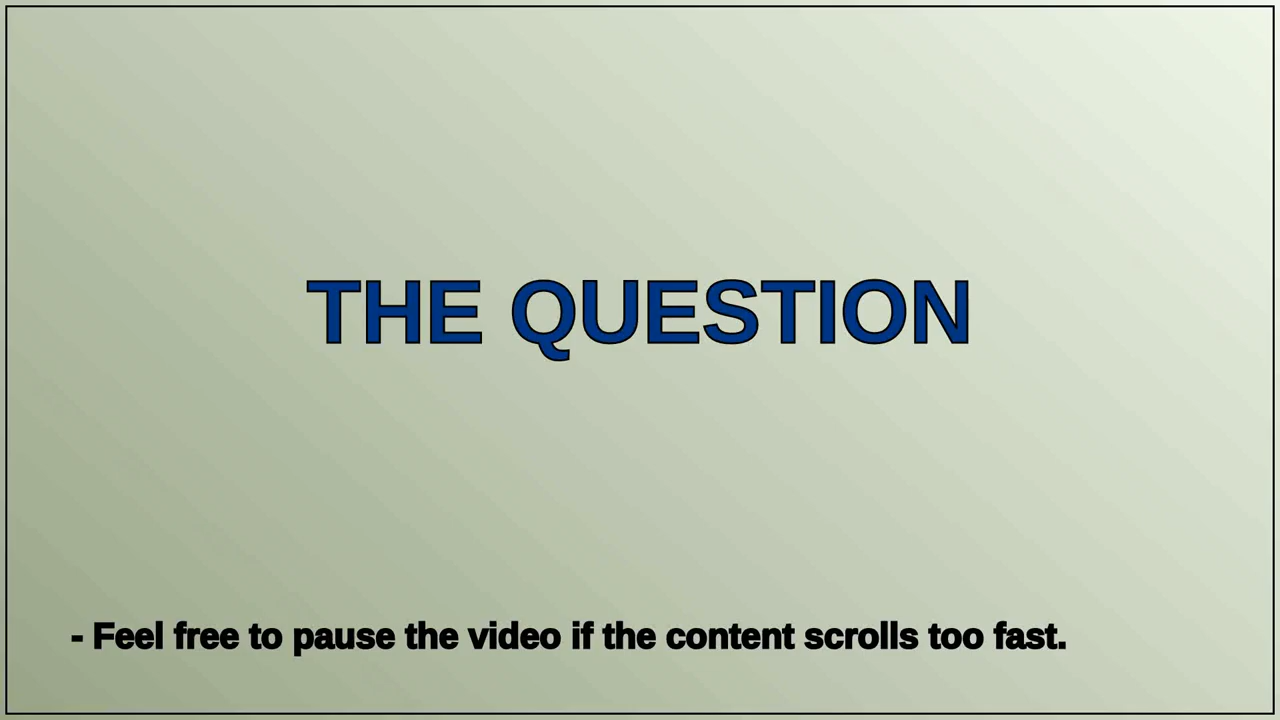 THE QUESTION
- Feel free to pause the video if the content scrolls too fast.